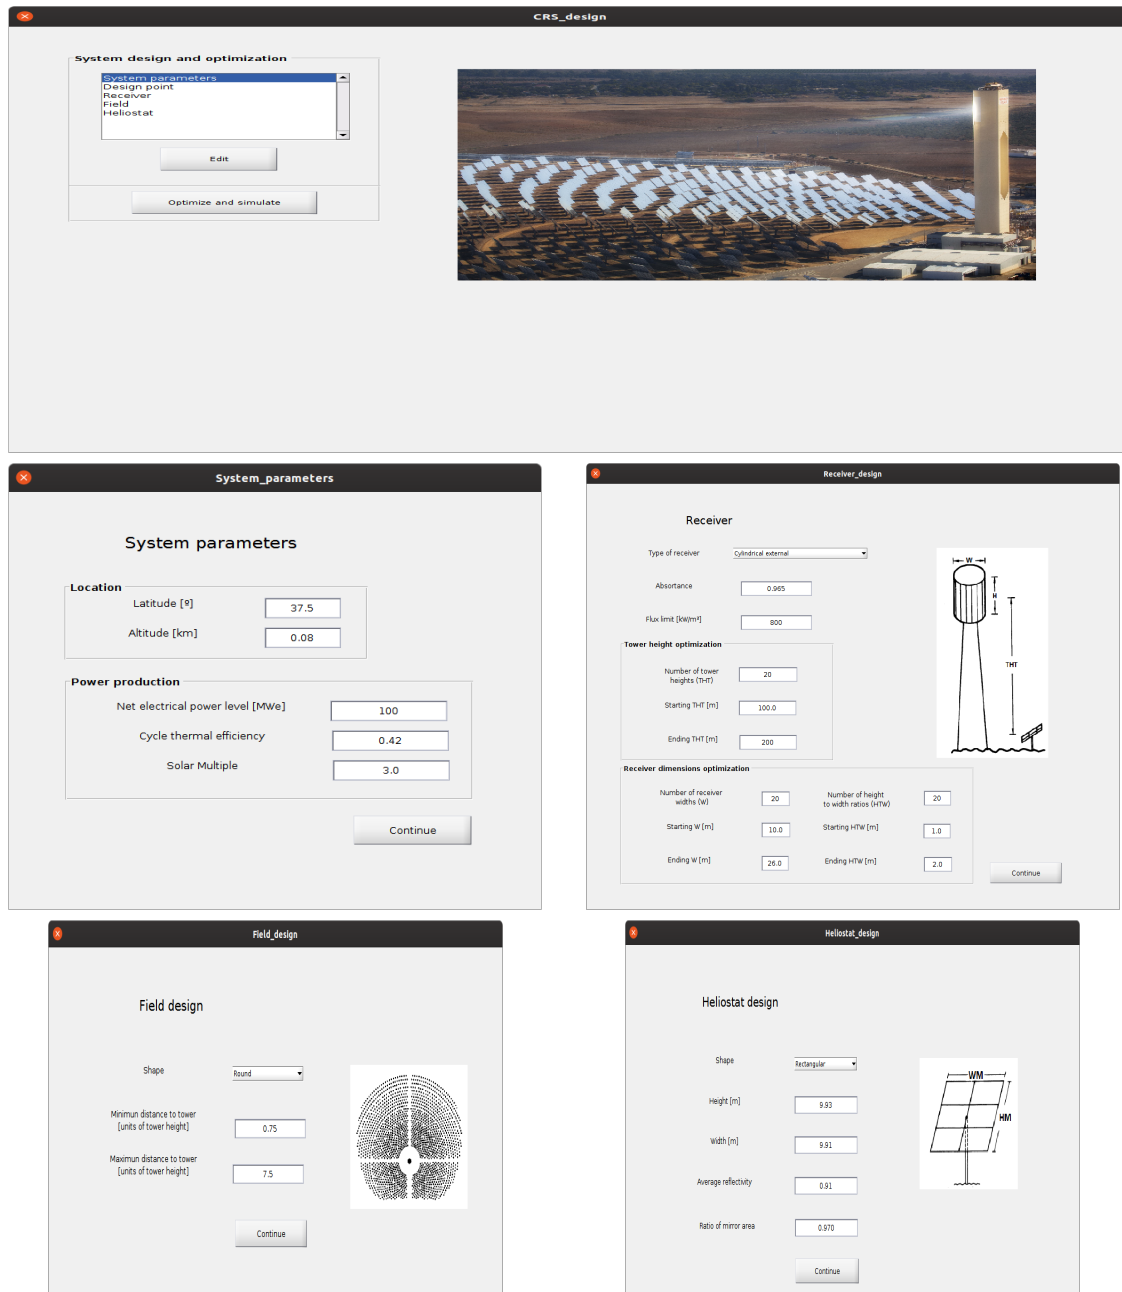 CRS_design
System design and optimization
System parameters
Design point
Receiver
Field
Heliostat
Edit
Optimize and simulate
System_parameters
System parameters
Location
Latitude [º]
37.5
Altitude [km]
0.08
Power production
Net electrical power level [MWe]
100
Cycle thermal efficiency
0.42
Solar Multiple
3.0
Continue
Receiver_design
Receiver
Type of receiver
Cylindrical external
Absortance
0.965
Flux limit [kW/m²]
800
Tower height optimization
Number of tower
heights (THT)
20
Starting THT [m]
100.0
Ending THT [m]
200
W
H
THT
Receiver dimensions optimization
Number of receiver
widths (W)
20
Number of height
to width ratios (HTW)
20
Starting W [m]
10.0
Starting HTW [m]
1.0
Ending W [m]
26.0
Ending HTW [m]
2.0
Continue
Field_design
Field design
Shape
Round
Minimun distance to tower
[units of tower height]
0.75
Maximun distance to tower
[units of tower height]
7.5
Continue
Heliostat_design
Heliostat design
Shape
Rectangular
Height [m]
9.93
Width [m]
9.91
Average reflectivity
0.91
Ratio of mirror area
0.970
Continue
WM
HM